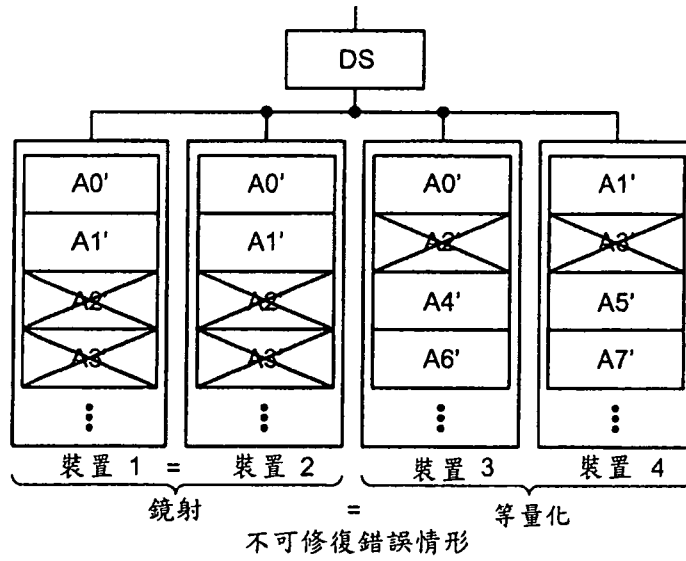 DS
A0' A0' A0' A1'
A1' A1' A2' A3'
A2' A2' A4' A5'
A3' A3' A6' A7'
裝置 1 = 裝置 2 裝置 3 裝置 4
鏡射 = 等量化
不可修復錯誤情形